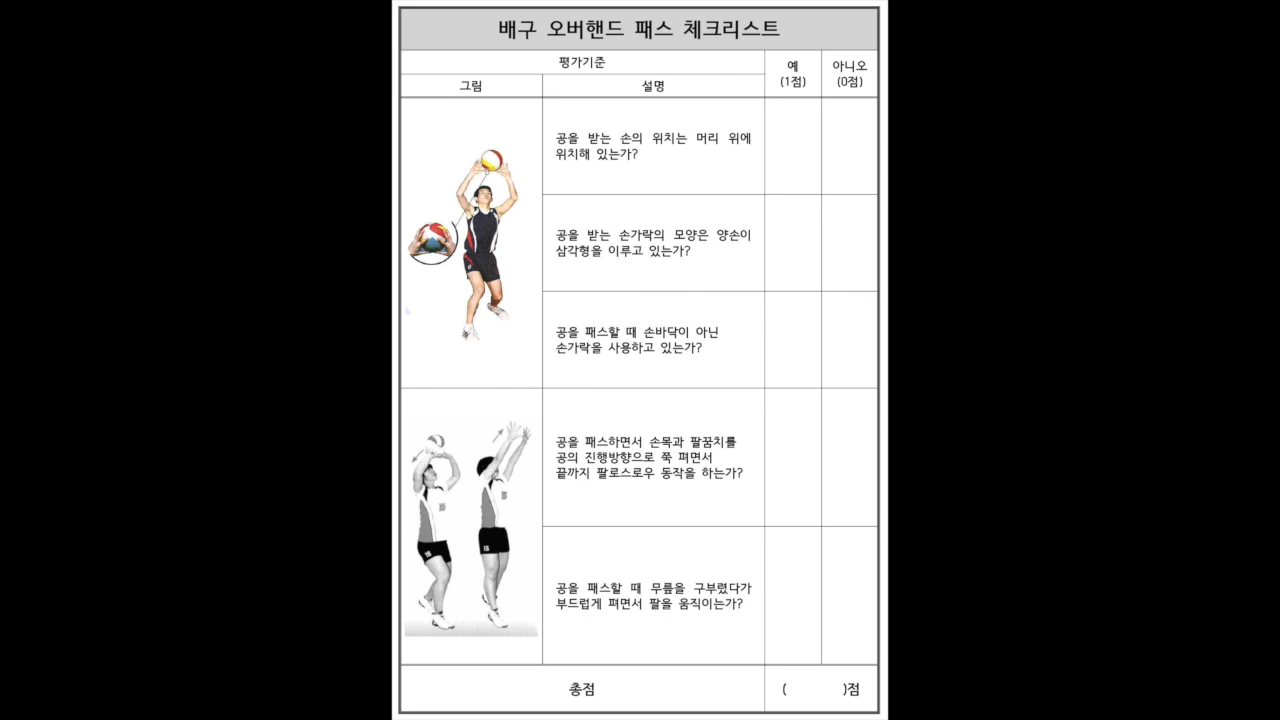 배구 오버핸드 패스 체크리스트
평가기준
예
(1점)
아니오
(0점)
그림
설명
공을 받는 손의 위치는 머리 위에
위치해 있는가?
공을 받는 손가락의 모양은 양손이
삼각형을 이루고 있는가?
공을 패스할 때 손바닥이 아닌
손가락을 사용하고 있는가?
공을 패스하면서 손목과 팔꿈치를
공의 진행방향으로 쭉 펴면서
끝까지 팔로스로우 동작을 하는가?
공을 패스할 때 무릎을 구부렸다가
부드럽게 펴면서 팔을 움직이는가?
총점
( )점